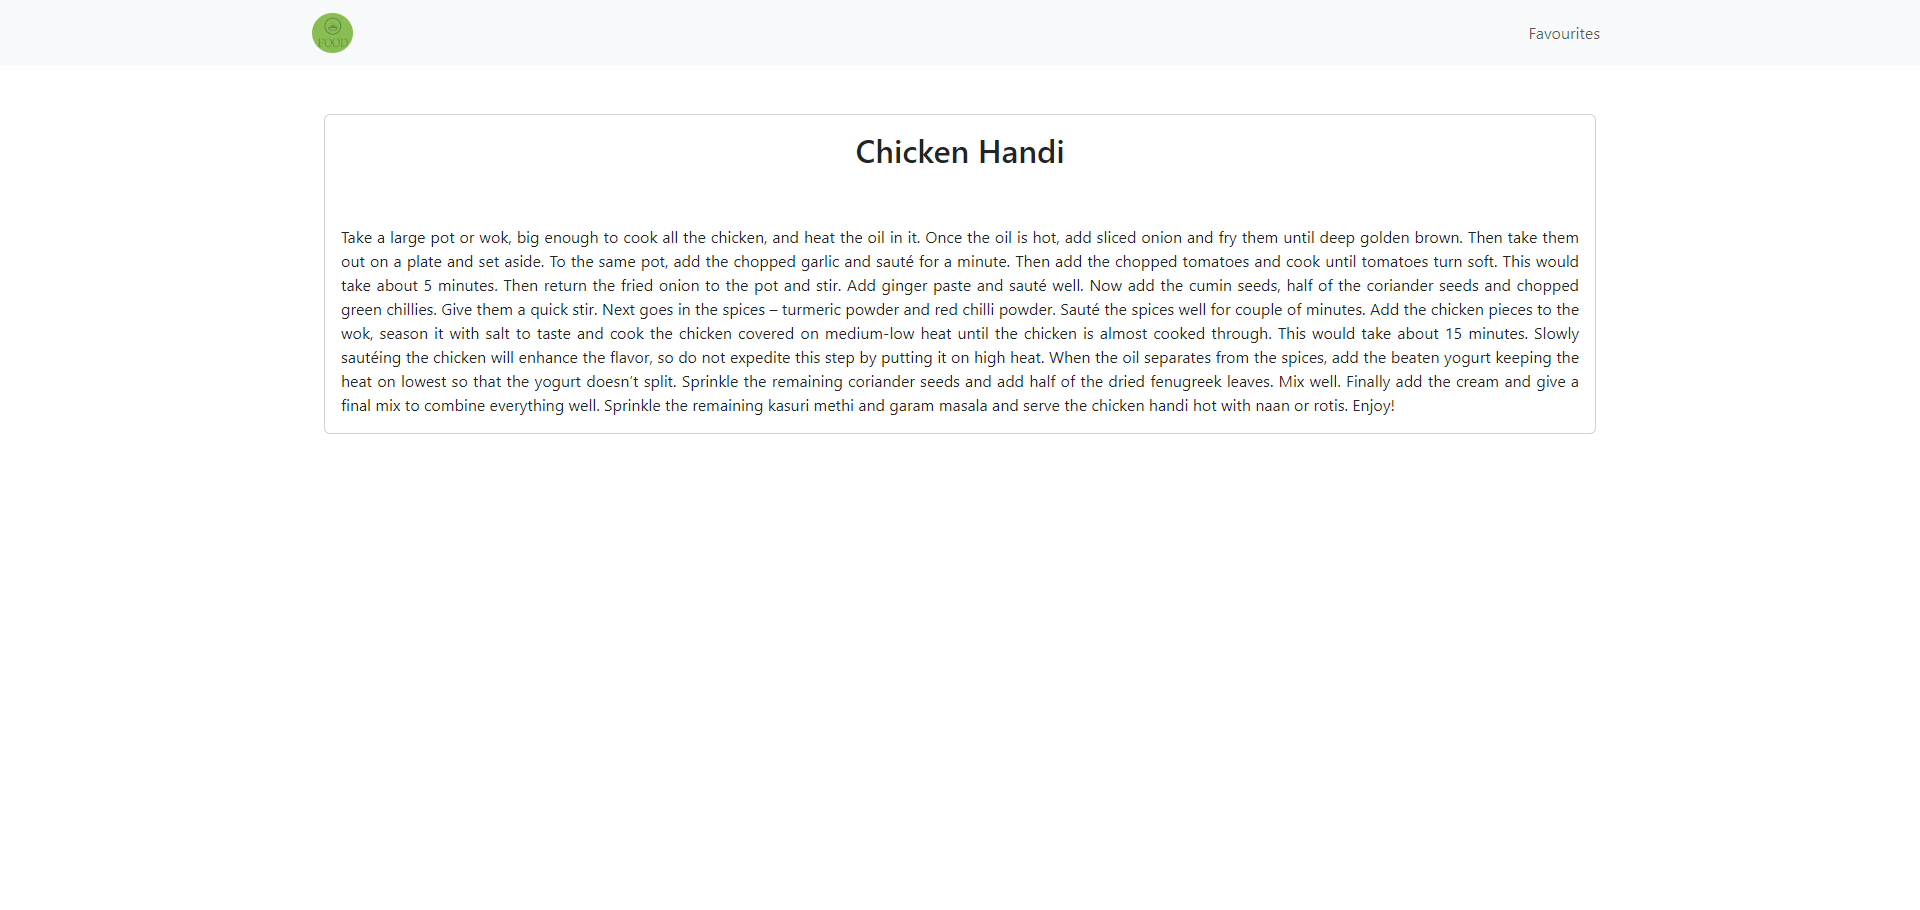 FOOD
Favourites
Chicken Handi
Take a large pot or wok, big enough to cook all the chicken, and heat the oil in it. Once the oil is hot, add sliced onion and fry them until deep golden brown. Then take them
out on a plate and set aside. To the same pot, add the chopped garlic and sauté for a minute. Then add the chopped tomatoes and cook until tomatoes turn soft. This would
take about 5 minutes. Then return the fried onion to the pot and stir. Add ginger paste and sauté well. Now add the cumin seeds, half of the coriander seeds and chopped
green chillies. Give them a quick stir. Next goes in the spices – turmeric powder and red chilli powder. Sauté the spices well for couple of minutes. Add the chicken pieces to the
wok, season it with salt to taste and cook the chicken covered on medium-low heat until the chicken is almost cooked through. This would take about 15 minutes. Slowly
sautéing the chicken will enhance the flavor, so do not expedite this step by putting it on high heat. When the oil separates from the spices, add the beaten yogurt keeping the
heat on lowest so that the yogurt doesn’t split. Sprinkle the remaining coriander seeds and add half of the dried fenugreek leaves. Mix well. Finally add the cream and give a
final mix to combine everything well. Sprinkle the remaining kasuri methi and garam masala and serve the chicken handi hot with naan or rotis. Enjoy!